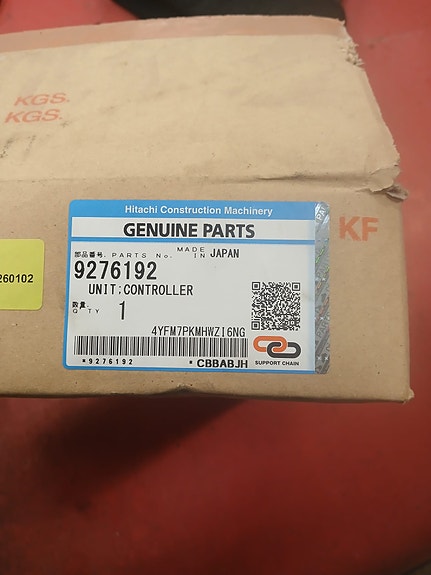 KGS.
KGS.
KF
260102
Hitachi Construction Machinery
GENUINE PARTS
部品番号. PARTS No. MADE IN JAPAN
9276192
UNIT;CONTROLLER
数量. Q'TY 1
4YFM7PKMHWZI6NG
*9276192 *CBBABJH
SUPPORT CHAIN